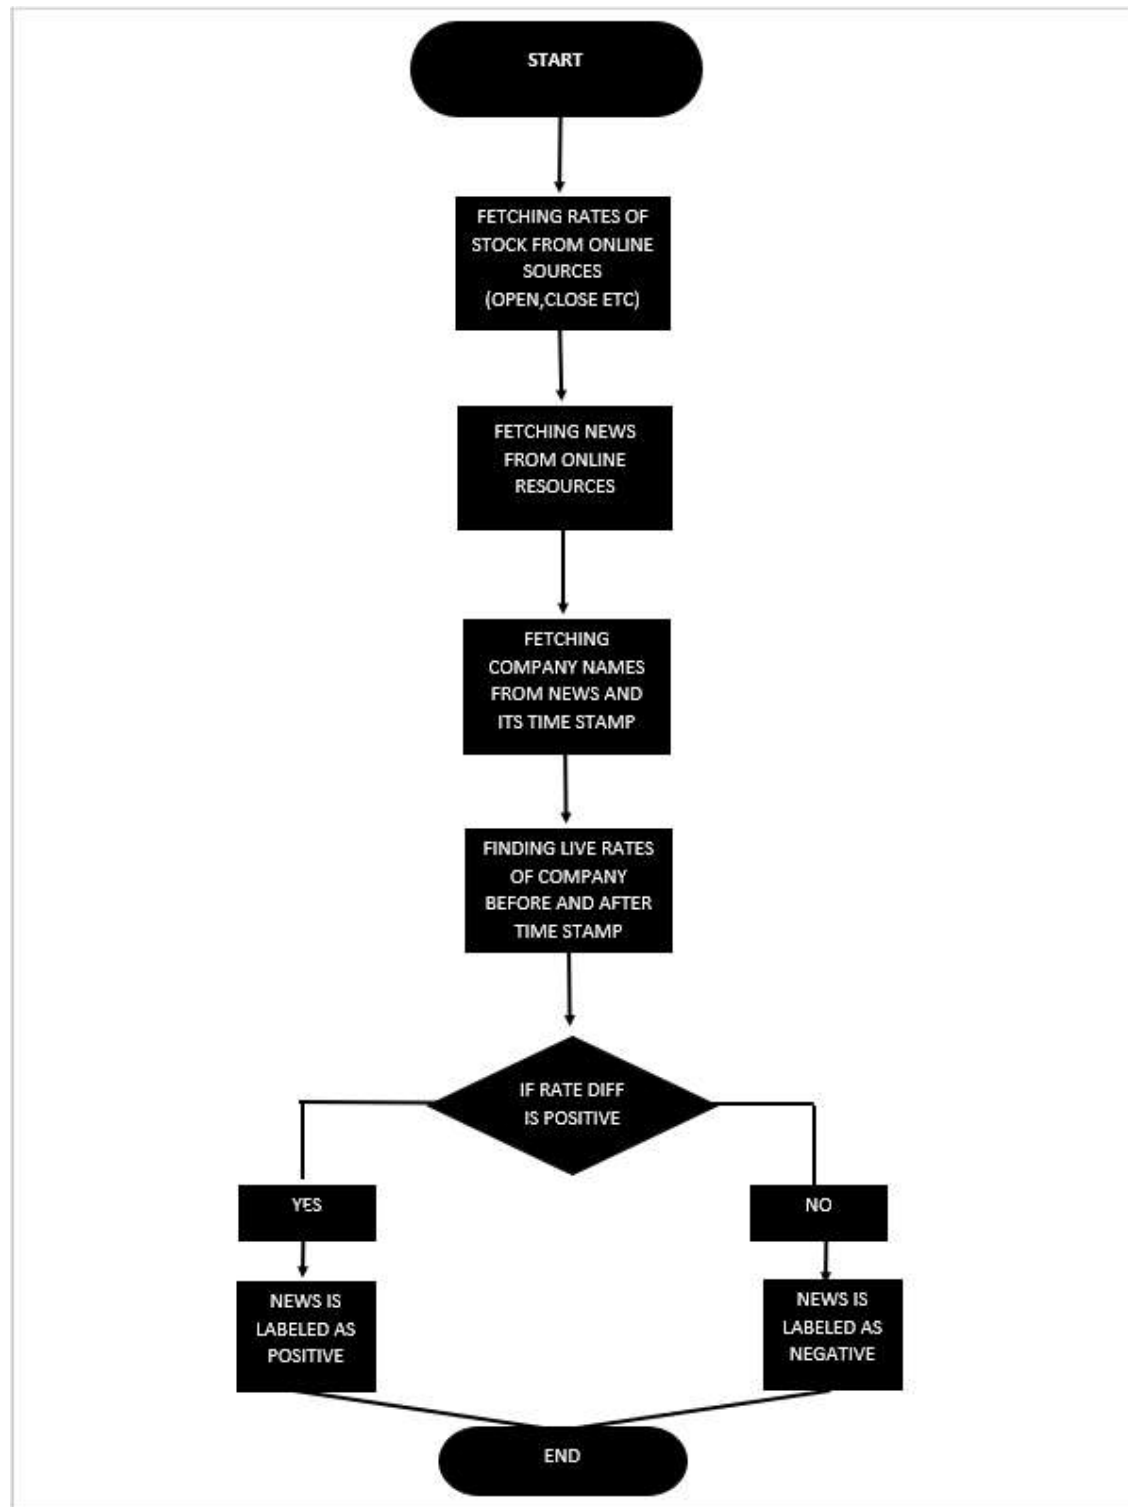 START
FETCHING RATES OF
STOCK FROM ONLINE
SOURCES
(OPEN,CLOSE ETC)
FETCHING NEWS
FROM ONLINE
RESOURCES
FETCHING
COMPANY NAMES
FROM NEWS AND
ITS TIME STAMP
FINDING LIVE RATES
OF COMPANY
BEFORE AND AFTER
TIME STAMP
IF RATE DIFF
IS POSITIVE
YES
NO
NEWS IS
LABELED AS
POSITIVE
NEWS IS
LABELED AS
NEGATIVE
END